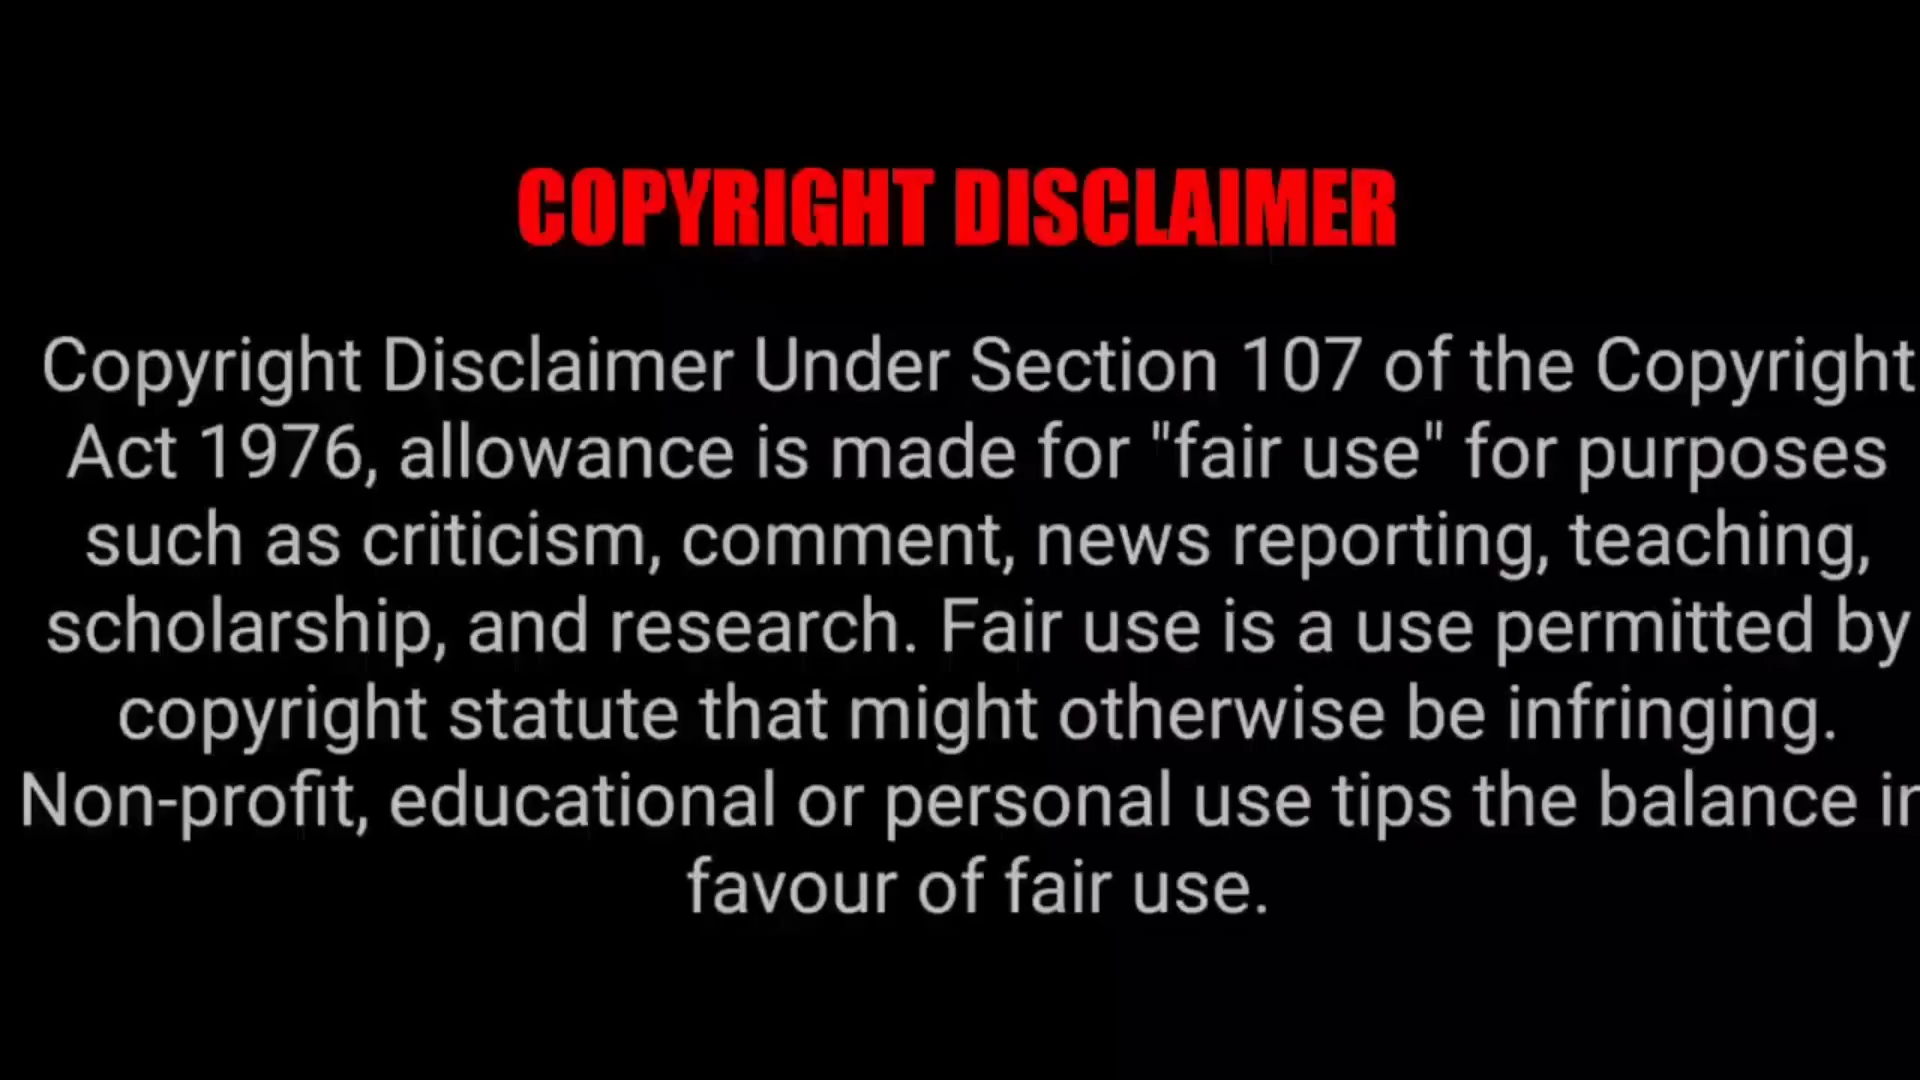 COPYRIGHT DISCLAIMER
Copyright Disclaimer Under Section 107 of the Copyright
Act 1976, allowance is made for "fair use" for purposes
such as criticism, comment, news reporting, teaching,
scholarship, and research. Fair use is a use permitted by
copyright statute that might otherwise be infringing.
Non-profit, educational or personal use tips the balance in
favour of fair use.